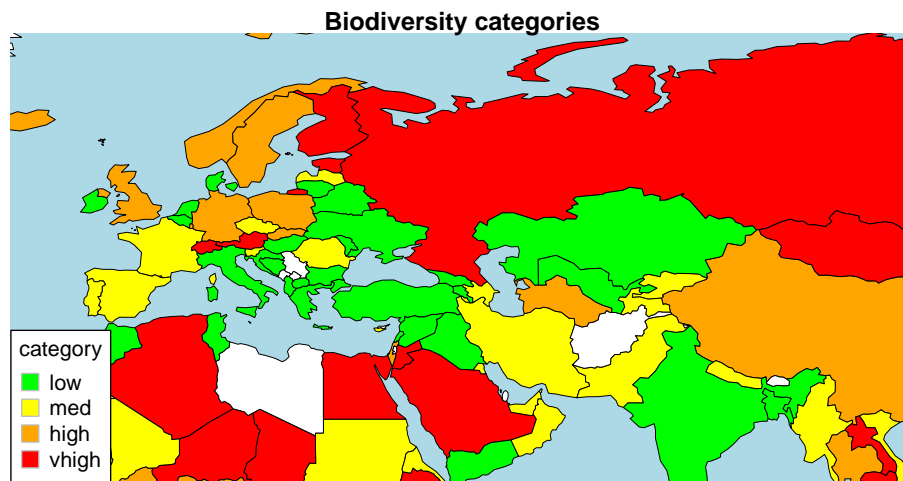 Biodiversity categories
category
low
med
high
vhigh